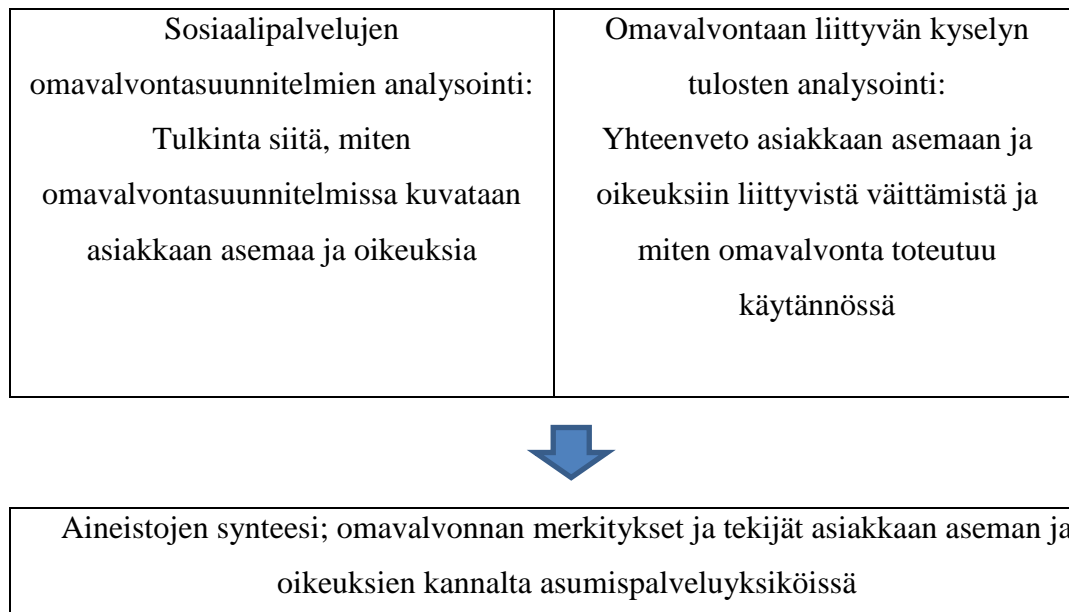 Sosiaalipalvelujen
omavalvontasuunnitelmien analysointi:
Tulkinta siitä, miten
omavalvontasuunnitelmissa kuvataan
asiakkaan asemaa ja oikeuksia
Omavalvontaan liittyvän kyselyn
tulosten analysointi:
Yhteenveto asiakkaan asemaan ja
oikeuksiin liittyvistä väittämistä ja
miten omavalvonta toteutuu
käytännössä
Aineistojen synteesi; omavalvonnan merkitykset ja tekijät asiakkaan aseman ja
oikeuksien kannalta asumispalveluyksiköissä